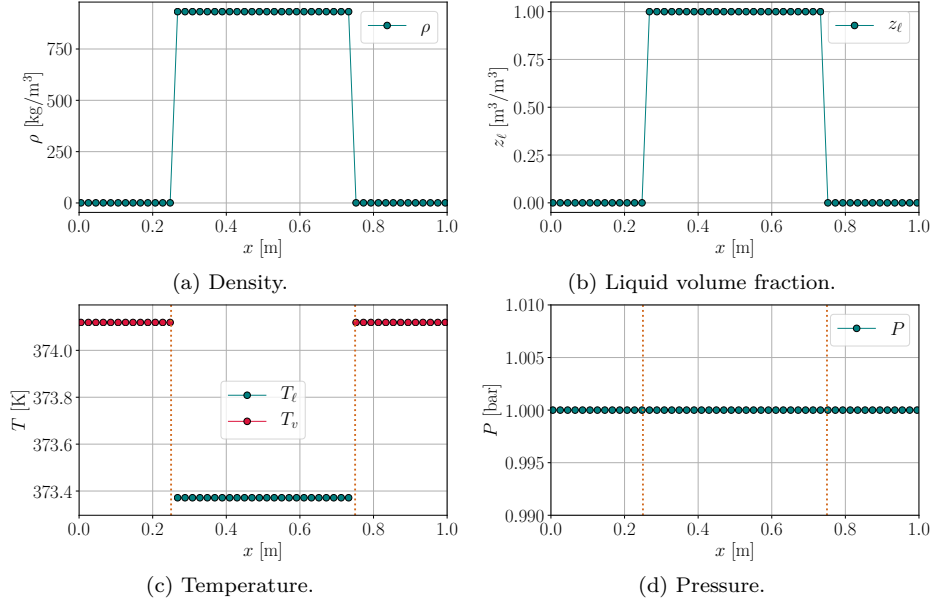 ρ [kg/m³]
750
500
250
0
ρ
0.0 0.2 0.4 0.6 0.8 1.0
x [m]
(a) Density.
z_ℓ [m³/m³]
1.00
0.75
0.50
0.25
0.00
z_ℓ
0.0 0.2 0.4 0.6 0.8 1.0
x [m]
(b) Liquid volume fraction.
T [K]
374.0
373.8
373.6
373.4
T_ℓ
T_v
0.0 0.2 0.4 0.6 0.8 1.0
x [m]
(c) Temperature.
P [bar]
1.010
1.005
1.000
0.995
0.990
P
0.0 0.2 0.4 0.6 0.8 1.0
x [m]
(d) Pressure.